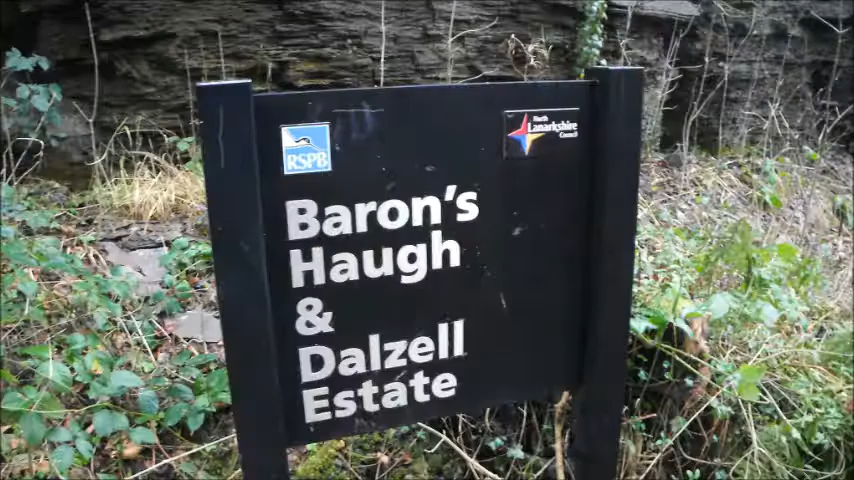 RSPB
North
Lanarkshire
Council
Baron's
Haugh
&
Dalzell
Estate